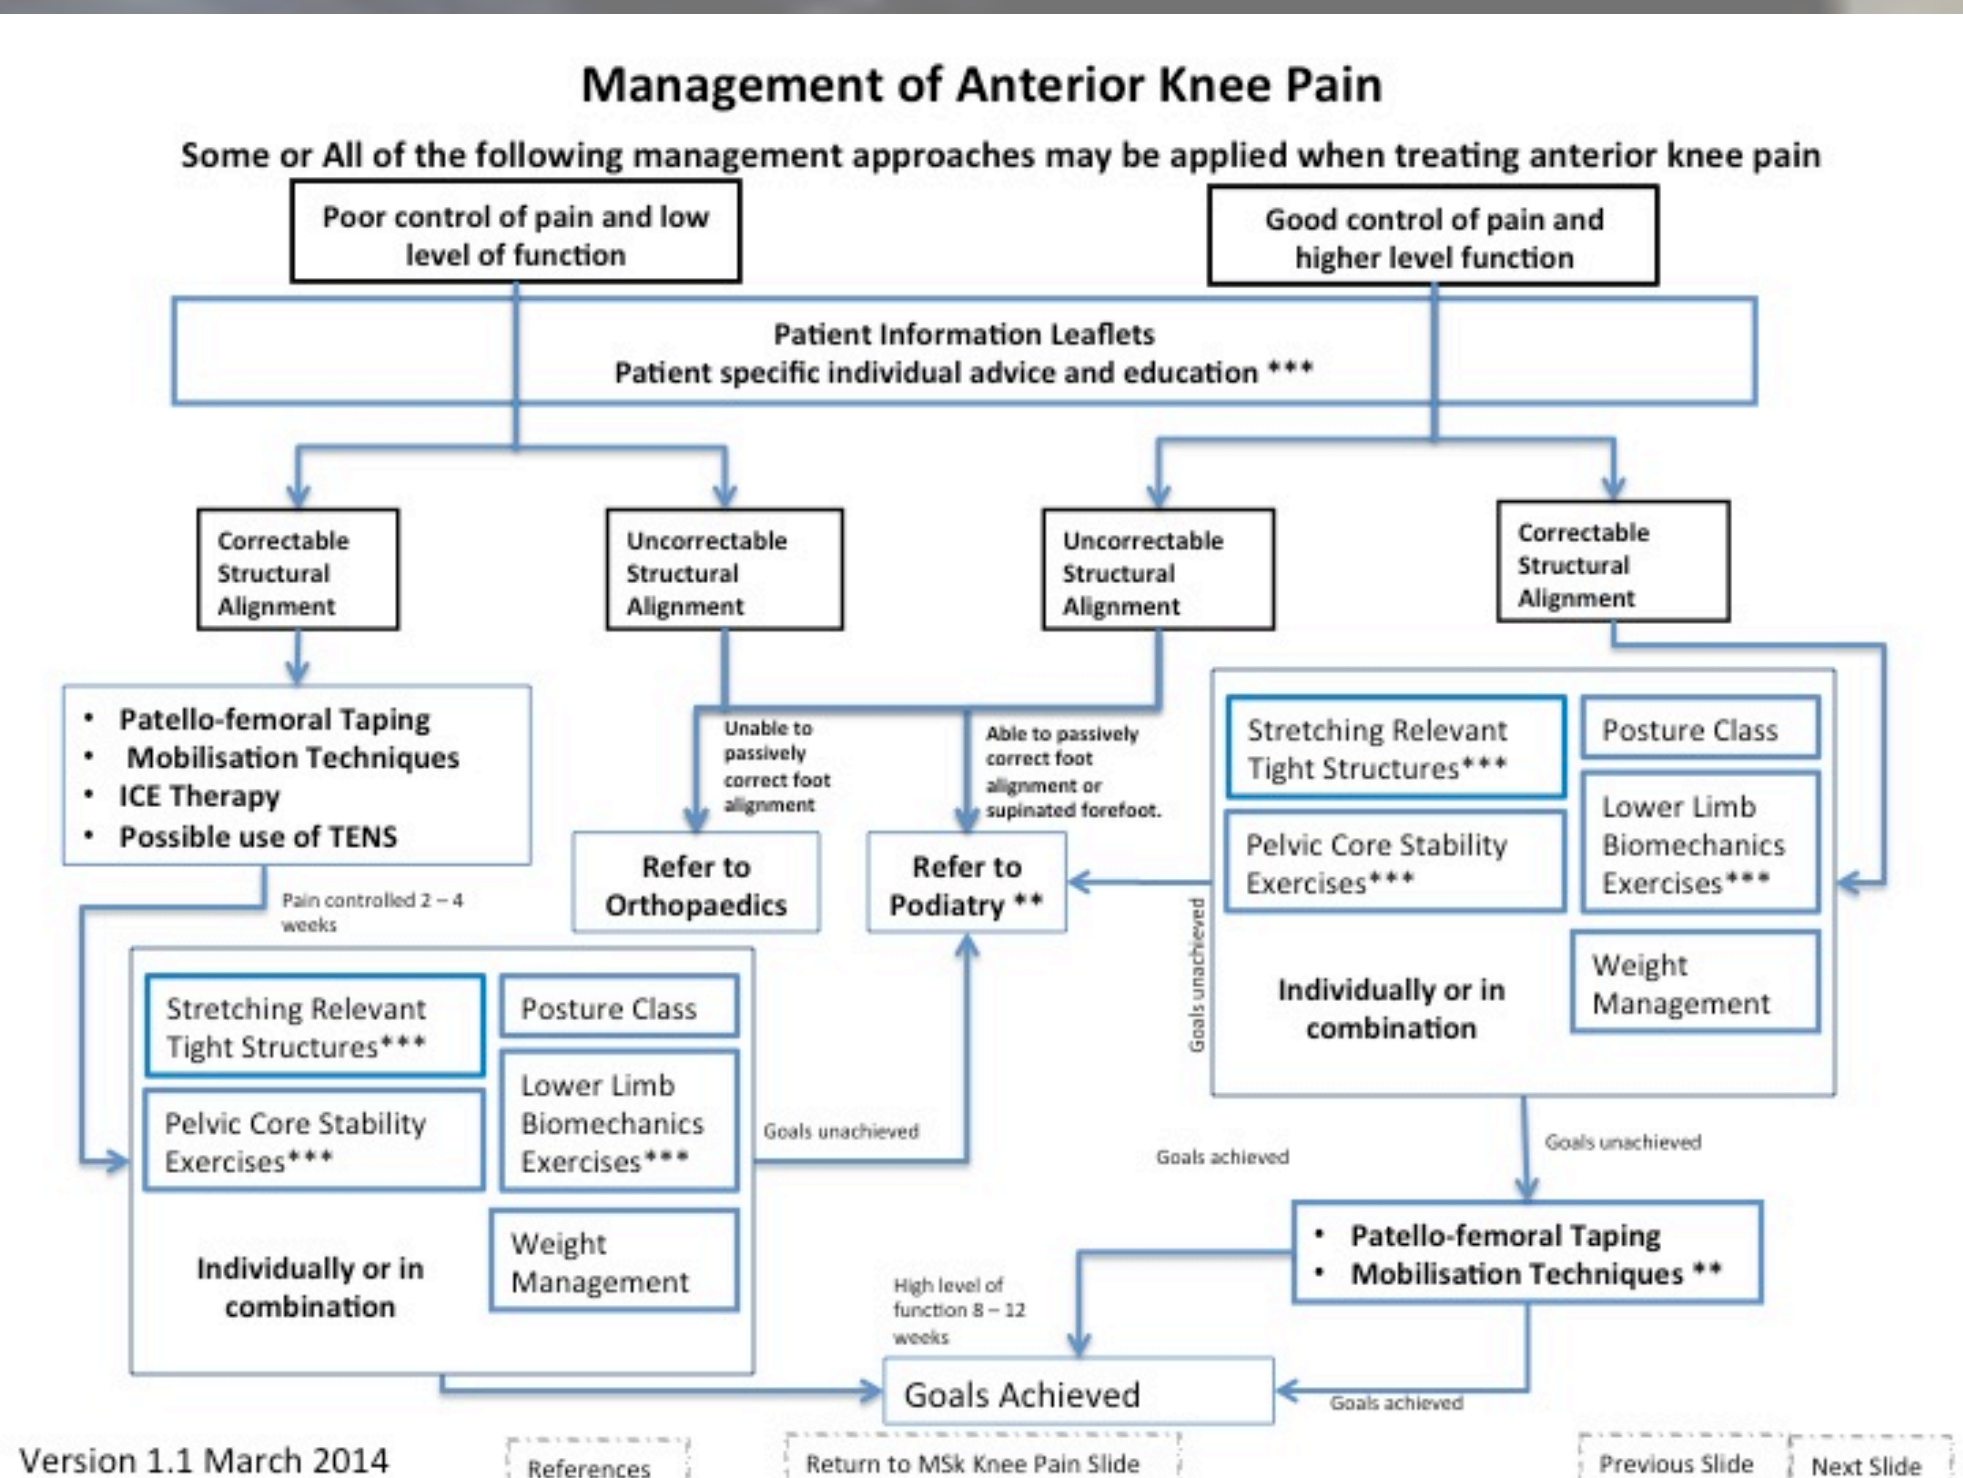 Management of Anterior Knee Pain
Some or All of the following management approaches may be applied when treating anterior knee pain
Poor control of pain and low
level of function
Good control of pain and
higher level function
Patient Information Leaflets
Patient specific individual advice and education ***
Correctable
Structural
Alignment
Uncorrectable
Structural
Alignment
Uncorrectable
Structural
Alignment
Correctable
Structural
Alignment
• Patello-femoral Taping
• Mobilisation Techniques
• ICE Therapy
• Possible use of TENS
Unable to
passively
correct foot
alignment
Able to passively
correct foot
alignment or
supinated forefoot.
Stretching Relevant
Tight Structures***
Posture Class
Pelvic Core Stability
Exercises***
Lower Limb
Biomechanics
Exercises***
Individually or in
combination
Weight
Management
Refer to
Orthopaedics
Refer to
Podiatry **
Goals unachieved
Pain controlled 2 – 4
weeks
Stretching Relevant
Tight Structures***
Posture Class
Pelvic Core Stability
Exercises***
Lower Limb
Biomechanics
Exercises***
Individually or in
combination
Weight
Management
Goals unachieved
Goals achieved
Goals unachieved
• Patello-femoral Taping
• Mobilisation Techniques **
High level of
function 8 – 12
weeks
Goals Achieved
Goals achieved
Version 1.1 March 2014
References
Return to MSk Knee Pain Slide
Previous Slide
Next Slide